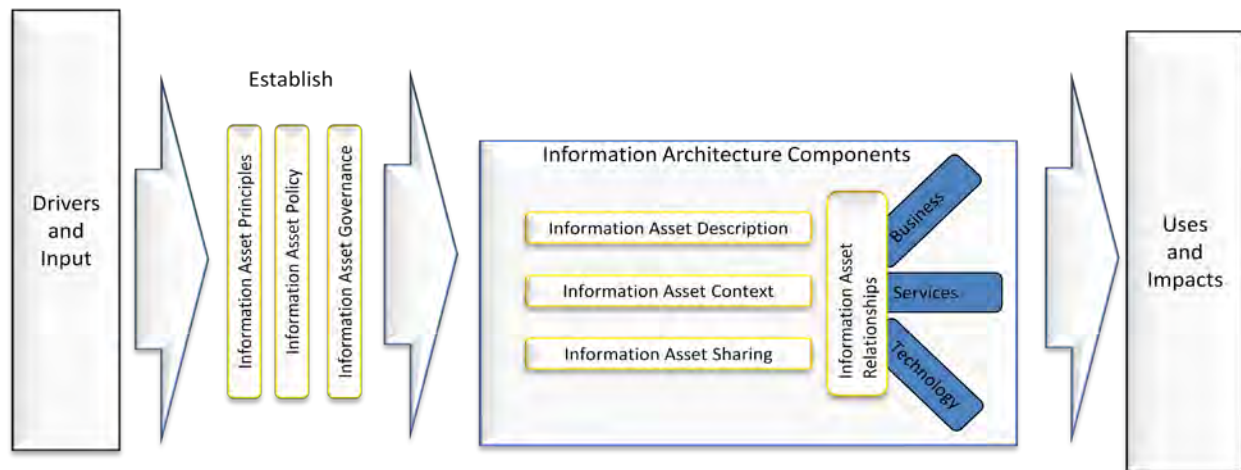 Drivers
and
Input
Establish
Information Asset Principles
Information Asset Policy
Information Asset Governance
Information Architecture Components
Information Asset Description
Information Asset Context
Information Asset Sharing
Information Asset
Relationships
Business
Services
Technology
Uses
and
Impacts